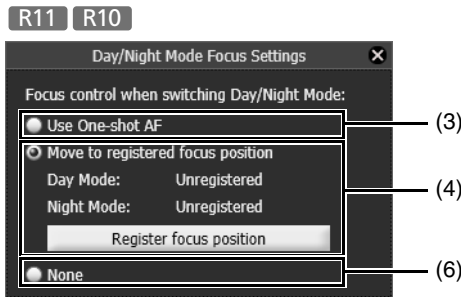 R11 R10
Day/Night Mode Focus Settings
Focus control when switching Day/Night Mode:
Use One-shot AF
(3)
Move to registered focus position
Day Mode: Unregistered
(4)
Night Mode: Unregistered
Register focus position
None
(6)